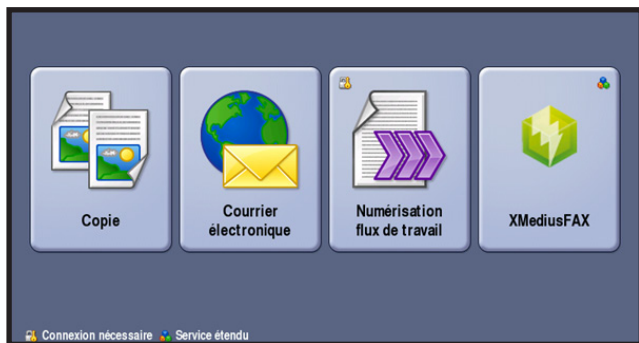 Copie
Courrier
électronique
Numérisation
flux de travail
XMediusFAX
Connexion nécessaire Service étendu